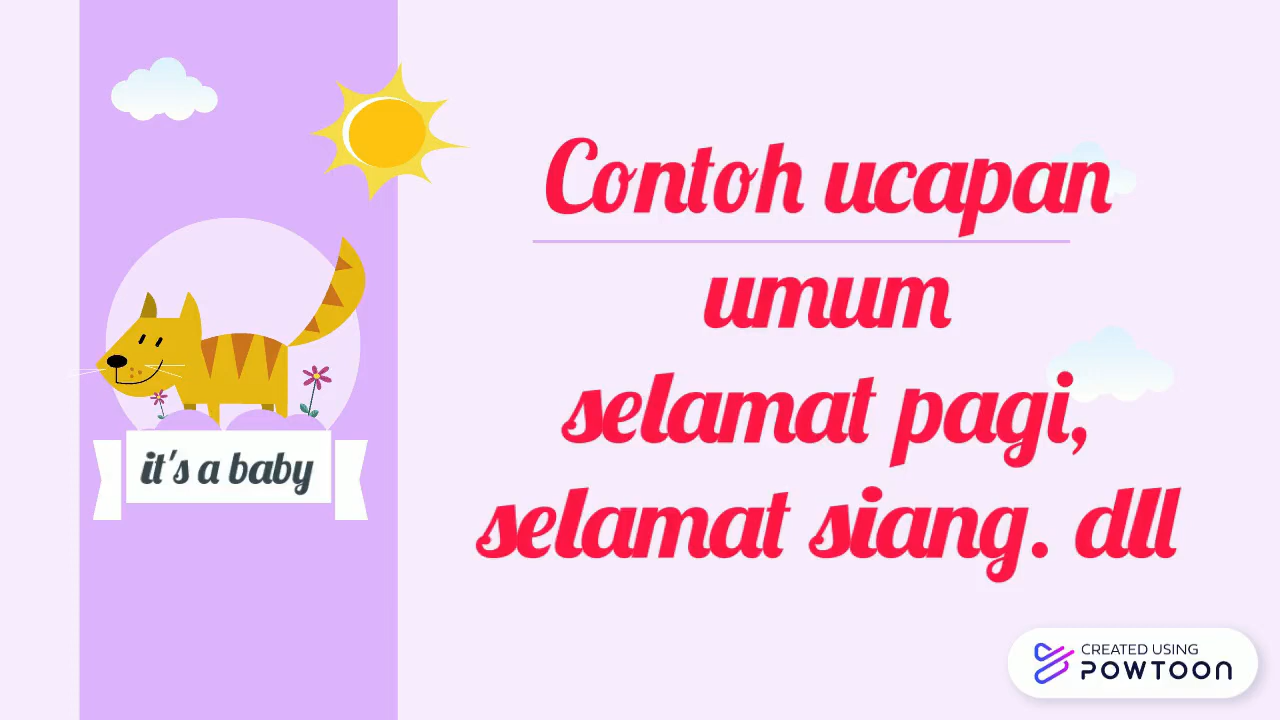 Contoh ucapan
umum
selamat pagi,
selamat siang. dll
it's a baby
CREATED USING
POWTOON